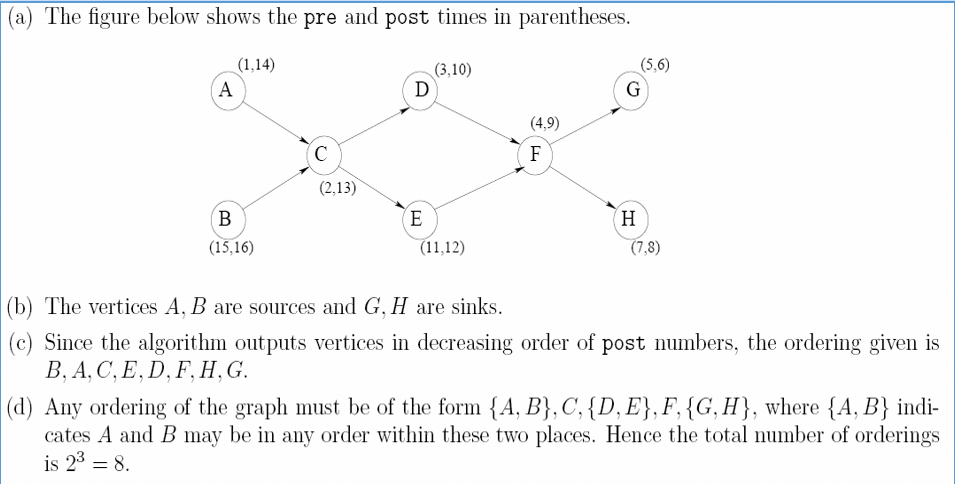 (a) The figure below shows the pre and post times in parentheses.
(1,14)
(3,10)
(5,6)
A
D
G
(4,9)
C
F
(2,13)
B
E
H
(15,16)
(11,12)
(7,8)
(b) The vertices A, B are sources and G, H are sinks.
(c) Since the algorithm outputs vertices in decreasing order of post numbers, the ordering given is
B, A, C, E, D, F, H, G.
(d) Any ordering of the graph must be of the form {A, B}, C, {D, E}, F, {G, H}, where {A, B} indi-
cates A and B may be in any order within these two places. Hence the total number of orderings
is 2³ = 8.